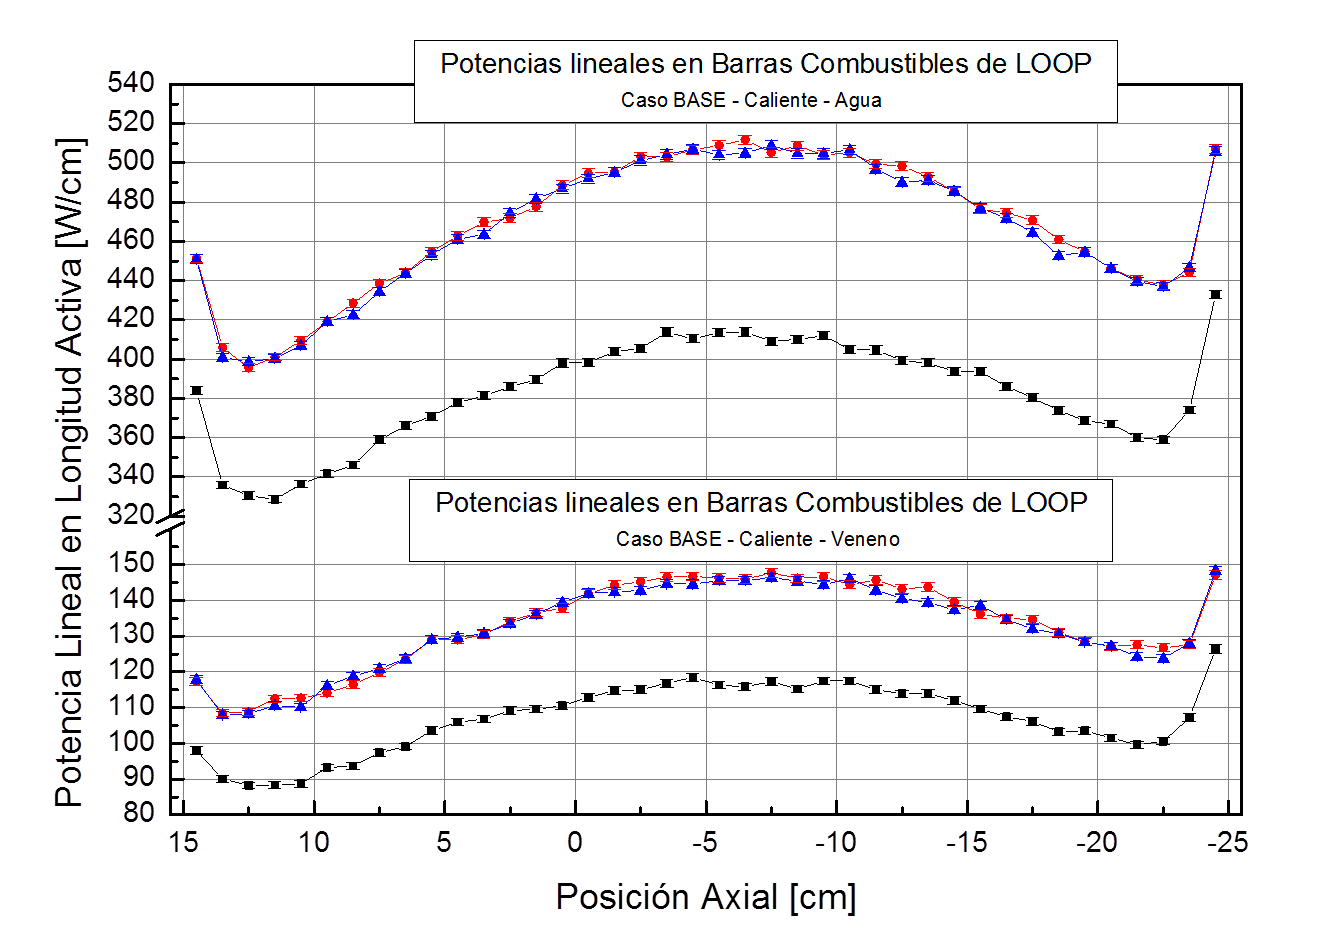 Potencias lineales en Barras Combustibles de LOOP
Caso BASE - Caliente - Agua
540
520
500
480
460
440
420
400
380
360
340
320
Potencia Lineal en Longitud Activa [W/cm]
Potencias lineales en Barras Combustibles de LOOP
Caso BASE - Caliente - Veneno
150
140
130
120
110
100
90
80
15 10 5 0 -5 -10 -15 -20 -25
Posición Axial [cm]